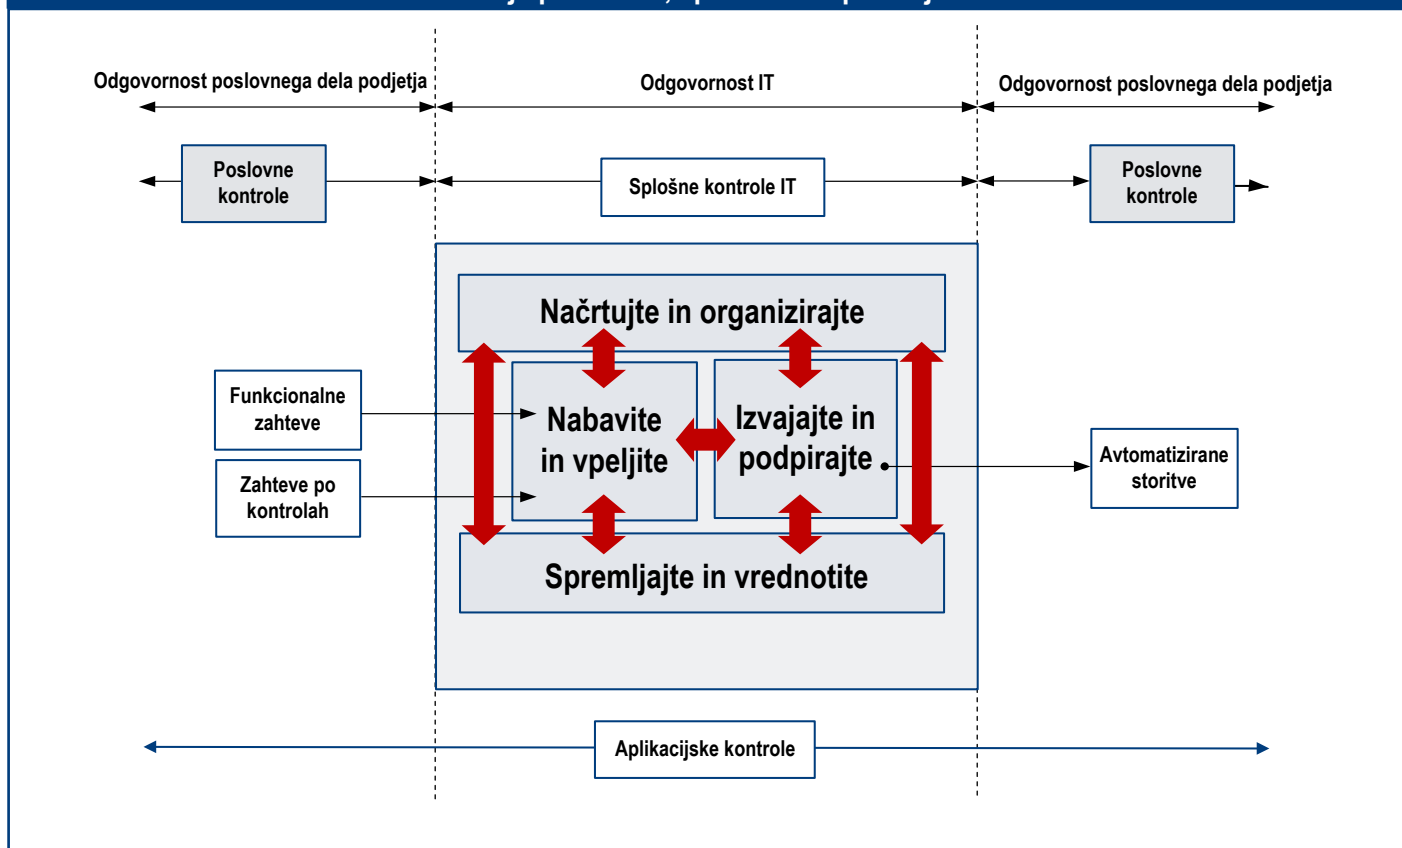 Odgovornost poslovnega dela podjetja
Odgovornost IT
Odgovornost poslovnega dela podjetja
Poslovne
kontrole
Splošne kontrole IT
Poslovne
kontrole
Načrtujte in organizirajte
Funkcionalne
zahteve
Zahteve po
kontrolah
Nabavite
in vpeljite
Izvajajte in
podpirajte
Avtomatizirane
storitve
Spremljajte in vrednotite
Aplikacijske kontrole